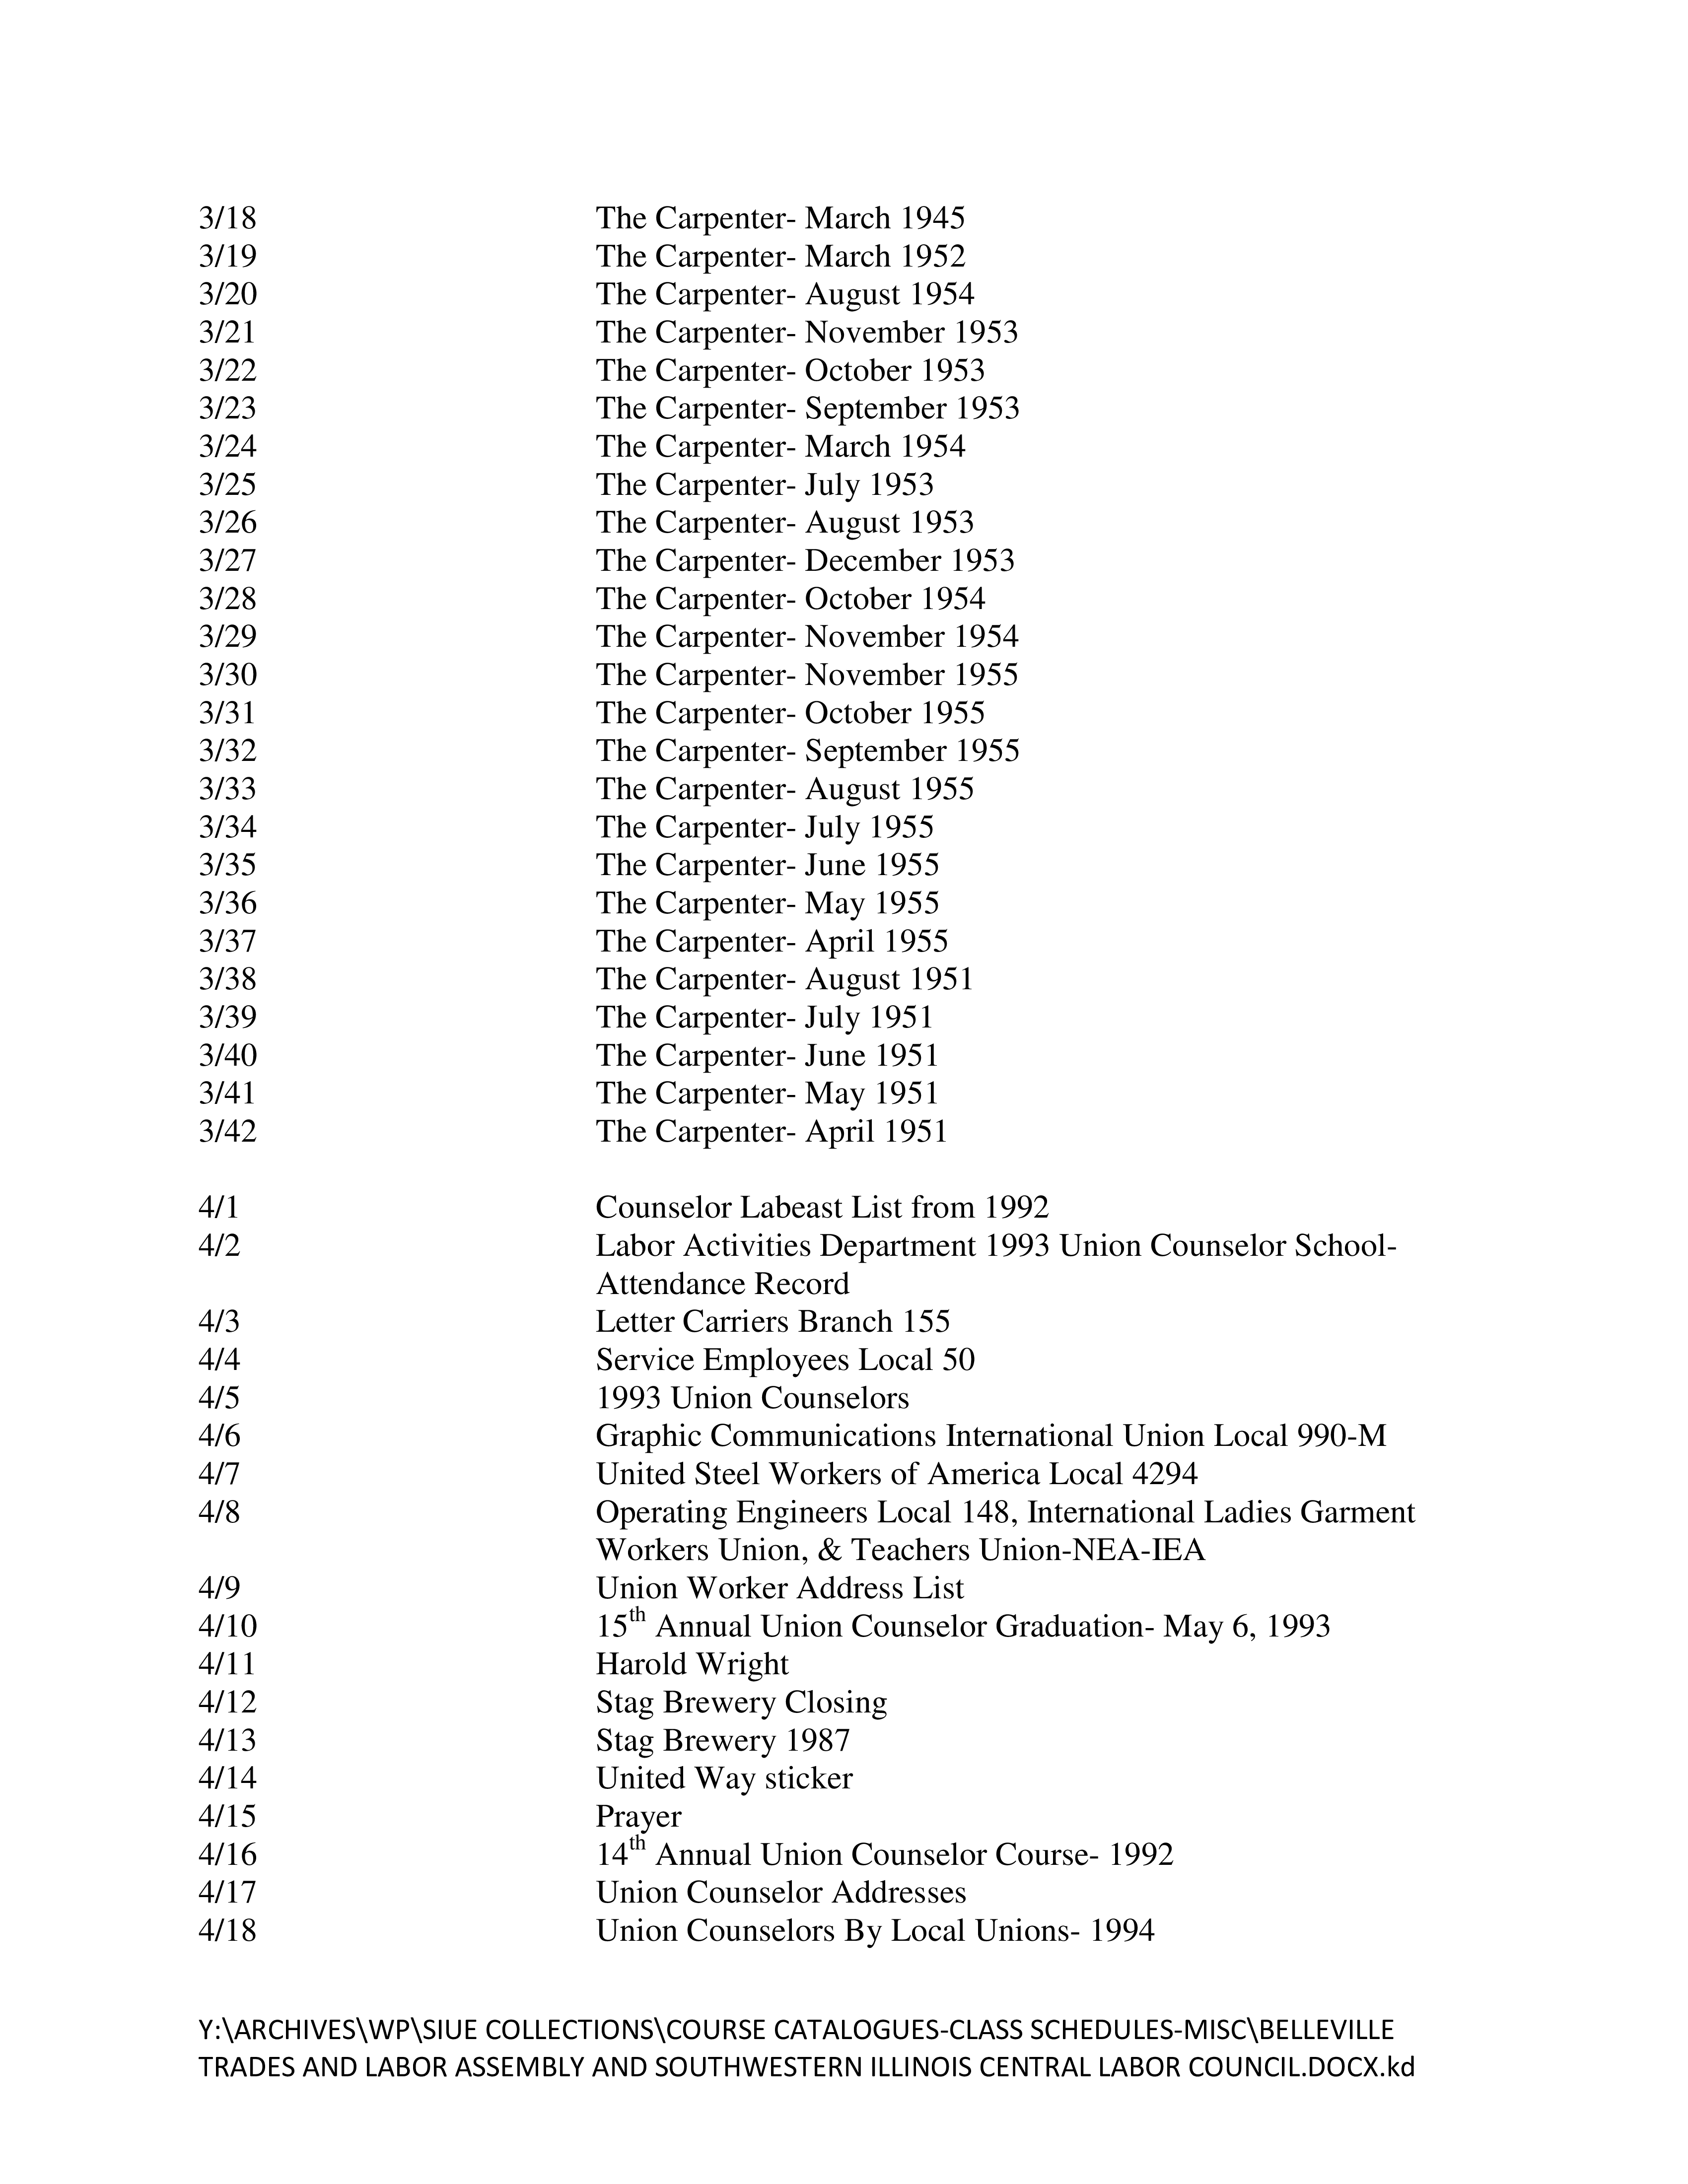 3/18 The Carpenter- March 1945
3/19 The Carpenter- March 1952
3/20 The Carpenter- August 1954
3/21 The Carpenter- November 1953
3/22 The Carpenter- October 1953
3/23 The Carpenter- September 1953
3/24 The Carpenter- March 1954
3/25 The Carpenter- July 1953
3/26 The Carpenter- August 1953
3/27 The Carpenter- December 1953
3/28 The Carpenter- October 1954
3/29 The Carpenter- November 1954
3/30 The Carpenter- November 1955
3/31 The Carpenter- October 1955
3/32 The Carpenter- September 1955
3/33 The Carpenter- August 1955
3/34 The Carpenter- July 1955
3/35 The Carpenter- June 1955
3/36 The Carpenter- May 1955
3/37 The Carpenter- April 1955
3/38 The Carpenter- August 1951
3/39 The Carpenter- July 1951
3/40 The Carpenter- June 1951
3/41 The Carpenter- May 1951
3/42 The Carpenter- April 1951
4/1 Counselor Labeast List from 1992
4/2 Labor Activities Department 1993 Union Counselor School-
Attendance Record
4/3 Letter Carriers Branch 155
4/4 Service Employees Local 50
4/5 1993 Union Counselors
4/6 Graphic Communications International Union Local 990-M
4/7 United Steel Workers of America Local 4294
4/8 Operating Engineers Local 148, International Ladies Garment
Workers Union, & Teachers Union-NEA-IEA
4/9 Union Worker Address List
4/10 15th Annual Union Counselor Graduation- May 6, 1993
4/11 Harold Wright
4/12 Stag Brewery Closing
4/13 Stag Brewery 1987
4/14 United Way sticker
4/15 Prayer
4/16 14th Annual Union Counselor Course- 1992
4/17 Union Counselor Addresses
4/18 Union Counselors By Local Unions- 1994
Y:\ARCHIVES\WP\SIUE COLLECTIONS\COURSE CATALOGUES-CLASS SCHEDULES-MISC\BELLEVILLE
TRADES AND LABOR ASSEMBLY AND SOUTHWESTERN ILLINOIS CENTRAL LABOR COUNCIL.DOCX.kd